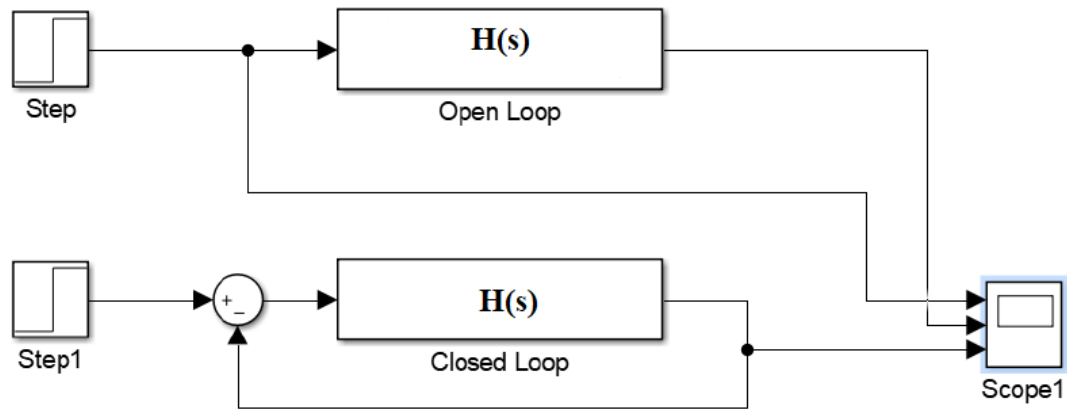 H(s)
Step
Open Loop
+
−
H(s)
Step1
Closed Loop
Scope1